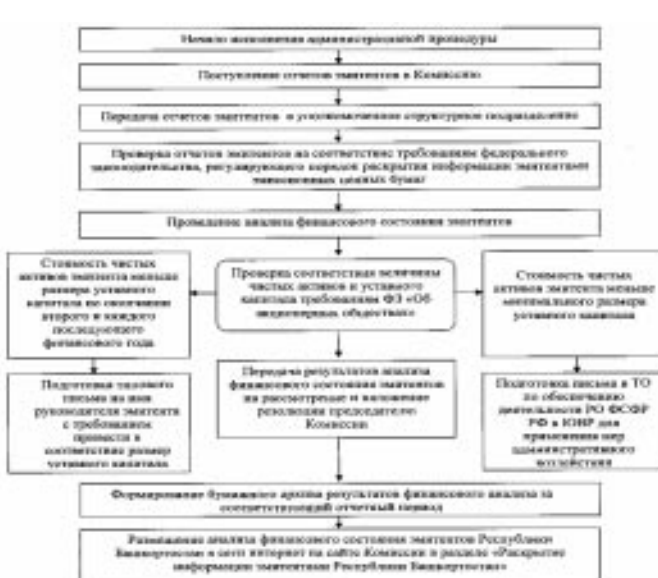 Начало исполнения административной процедуры
Поступление отчетов эмитентов в Комиссию
Передача отчетов эмитентов в уполномоченное структурное подразделение
Проверка отчетов эмитентов на соответствие требованиям федерального
законодательства, регулирующего порядок раскрытия информации эмитентами
эмиссионных ценных бумаг
Проведение анализа финансового состояния эмитентов
Стоимость чистых
активов эмитента меньше
размера уставного
капитала по окончании
второго и каждого
последующего
финансового года
Проверка соответствия величины
чистых активов и уставного
капитала требованиям ФЗ «Об
акционерных обществах»
Стоимость чистых
активов эмитента меньше
минимального размера
уставного капитала
Подготовка типового
письма на имя
руководителя эмитента
с требованием
привести в
соответствие размер
уставного капитала
Передача результатов анализа
финансового состояния эмитентов
на рассмотрение и наложение
резолюции председателю
Комиссии
Подготовка письма в ТО
по обеспечению
деятельности РО ФСФР
РФ в ЮВР для
применения мер
административного
воздействия
Формирование бумажного архива результатов финансового анализа за
соответствующий отчетный период
Размещение анализа финансового состояния эмитентов Республики
Башкортостан в сети интернет на сайте Комиссии в разделе «Раскрытие
информации эмитентами Республики Башкортостан»